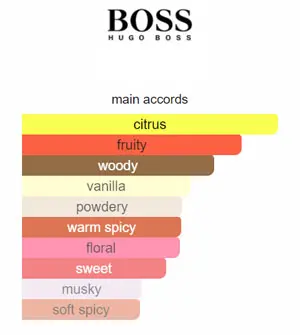 BOSS
HUGO BOSS
main accords
citrus
fruity
woody
vanilla
powdery
warm spicy
floral
sweet
musky
soft spicy